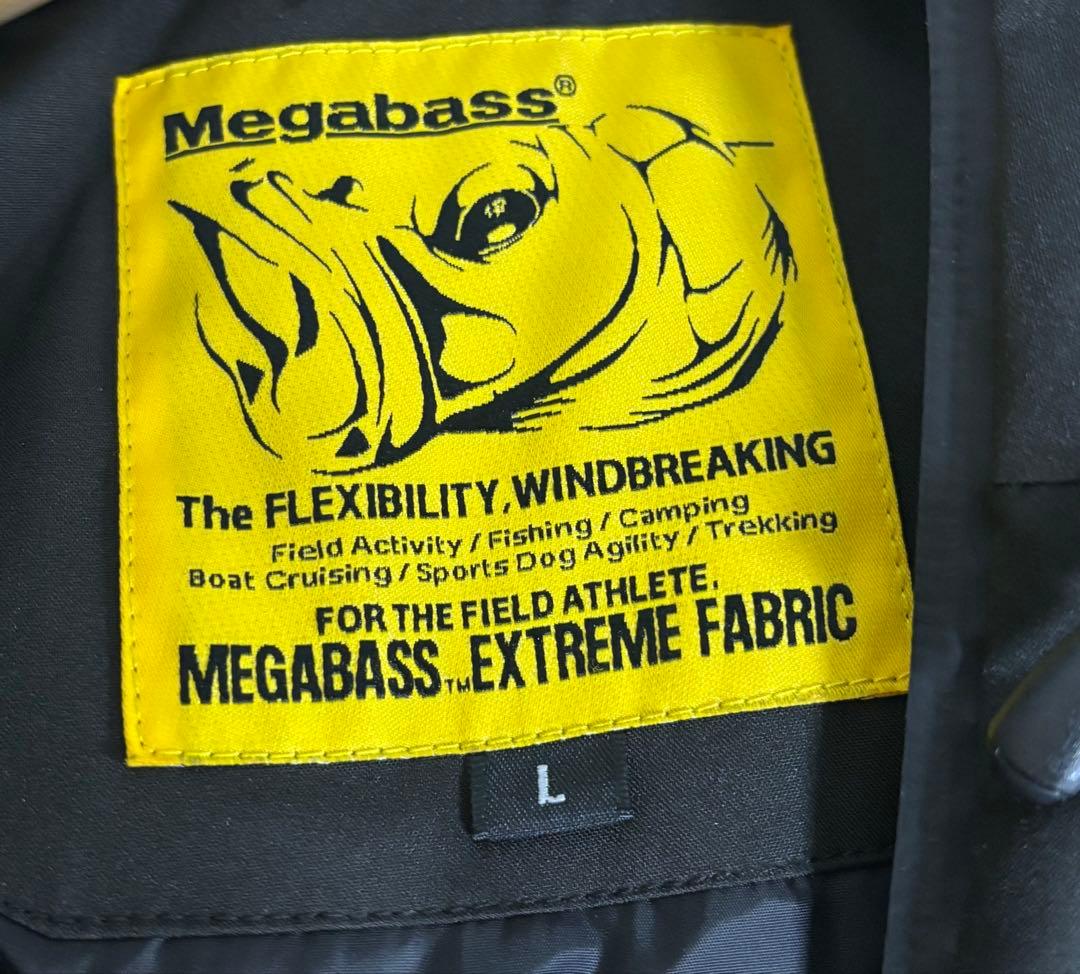 Megabass®
The FLEXIBILITY, WINDBREAKING
Field Activity / Fishing / Camping
Boat Cruising / Sports Dog Agility / Trekking
FOR THE FIELD ATHLETE.
MEGABASS™ EXTREME FABRIC
L